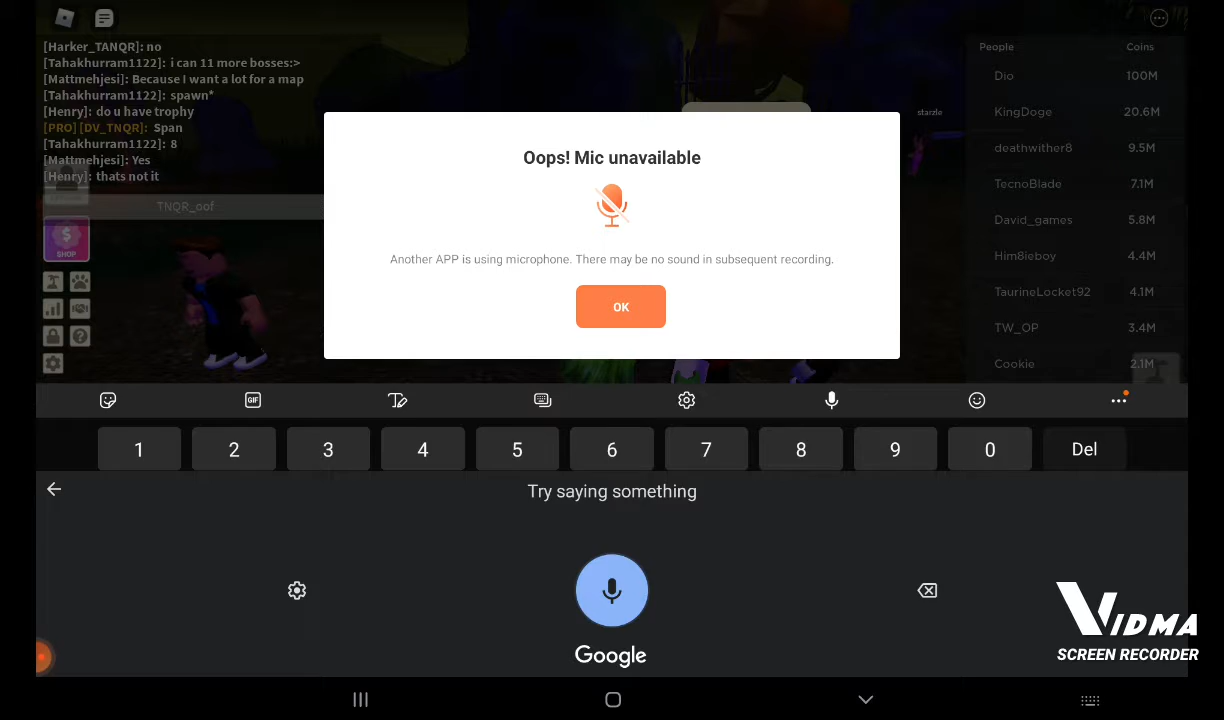 [Harker_TANQR]: no
[Tahakhurram1122]: i can 11 more bosses:>
[Mattmehjesi]: Because I want a lot for a map
[Tahakhurram1122]: spawn*
[Henry]: do u have trophy
[PRO] [DV_TNQR]: Span
[Tahakhurram1122]: 8
[Mattmehjesi]: Yes
[Henry]: thats not it
TNQR_oof
SHOP
starzle
People Coins
Dio 100M
KingDoge 20.6M
deathwither8 9.5M
TecnoBlade 7.1M
David_games 5.8M
Him8ieboy 4.4M
TaurineLocket92 4.1M
TW_OP 3.4M
Cookie 2.1M
Oops! Mic unavailable
Another APP is using microphone. There may be no sound in subsequent recording.
OK
GIF
1 2 3 4 5 6 7 8 9 0 Del
Try saying something
Google
VIDMA
SCREEN RECORDER